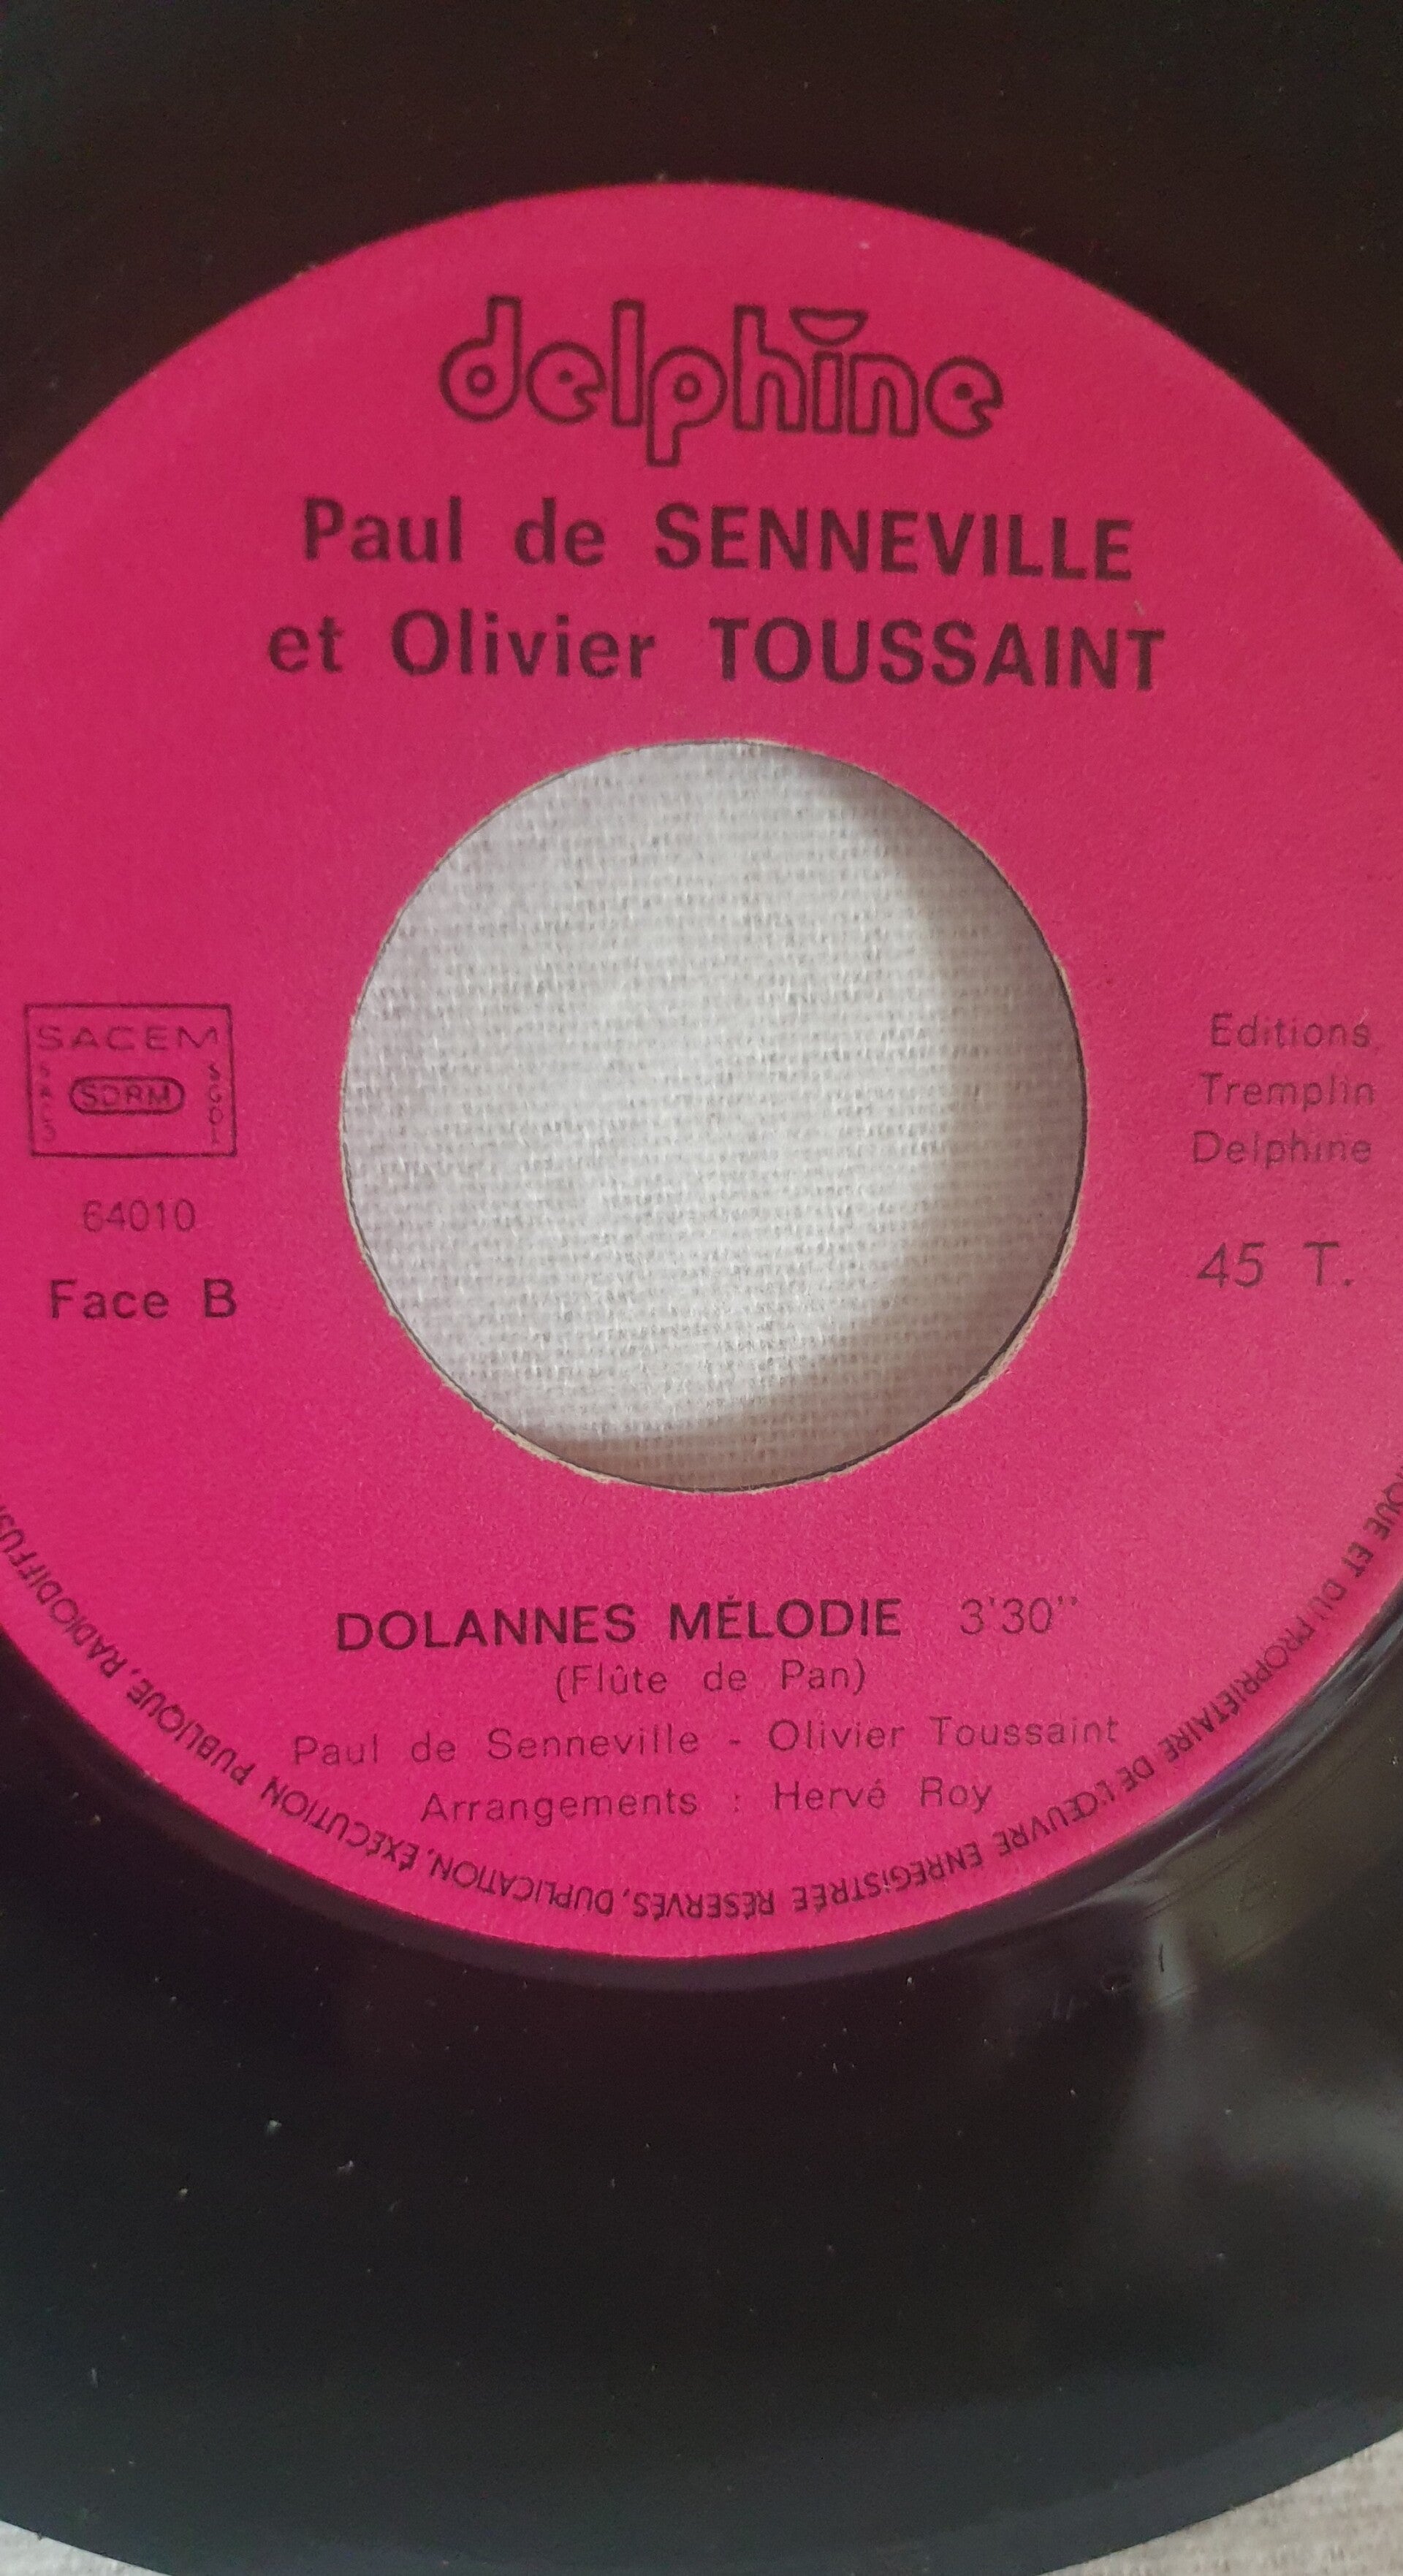 delphine
Paul de SENNEVILLE
et Olivier TOUSSAINT
SACEM
SDRM
SGDL
64010
Face B
Editions
Tremplin
Delphine
45 T.
DOLANNES MÉLODIE 3'30''
(Flûte de Pan)
Paul de Senneville - Olivier Toussaint
Arrangements : Hervé Roy
ET DU PROPRIÉTAIRE DE L'ŒUVRE ENREGISTRÉE RÉSERVÉS, DUPLICATION, ÉXÉCUTION PUBLIQUE,